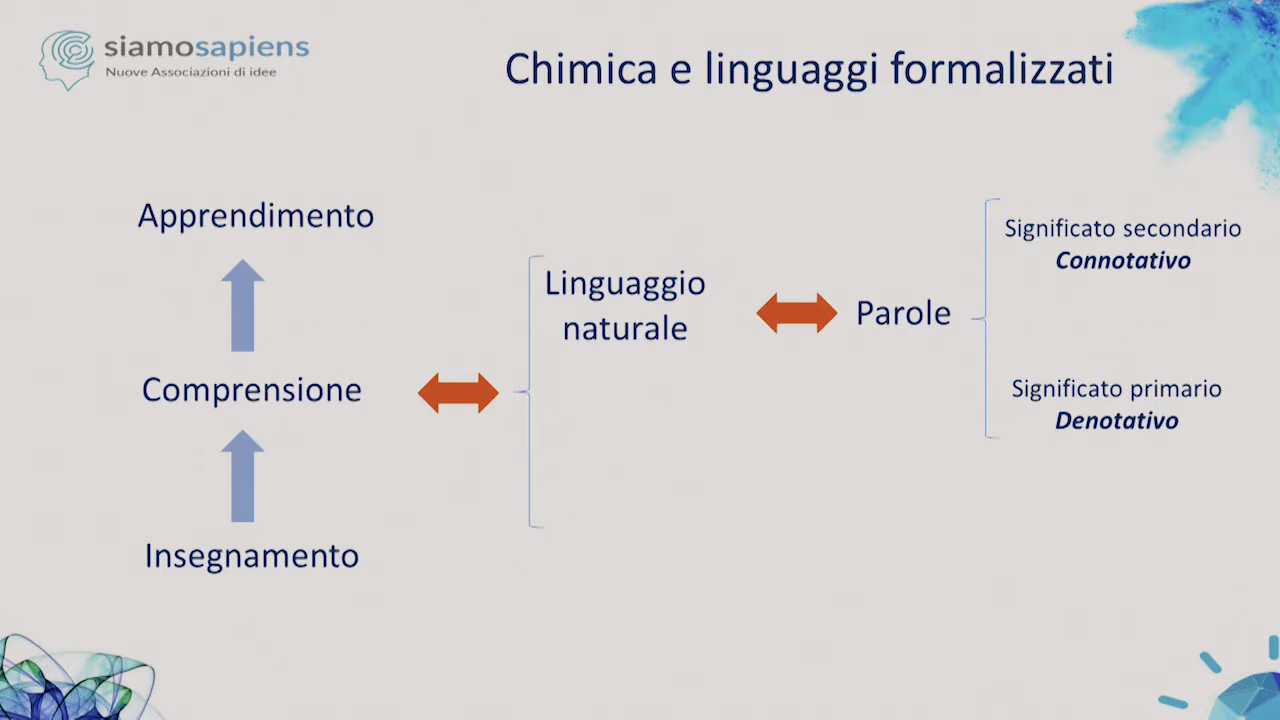 siamosapiens
Nuove Associazioni di idee
Chimica e linguaggi formalizzati
Apprendimento
Comprensione
Insegnamento
Linguaggio
naturale
Parole
Significato secondario
Connotativo
Significato primario
Denotativo